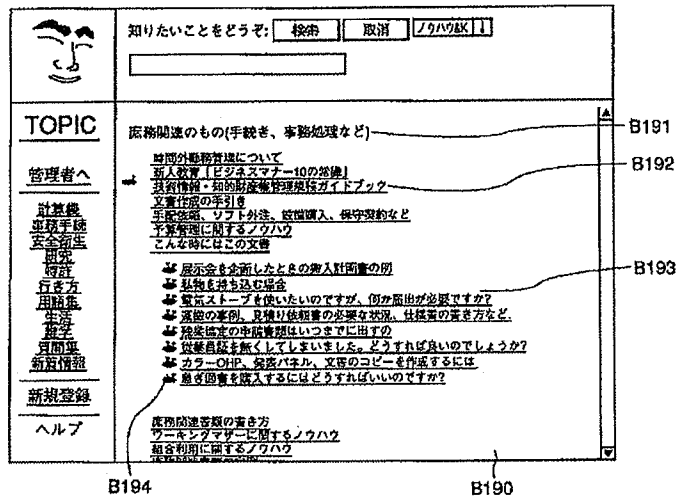 知りたいことをどうぞ: 検索 取消 ノウハウ&K ↓
TOPIC
管理者へ
計算機
事務手続
安全衛生
研究
特許
行き方
用語集
生活
雑学
質問集
新着情報
新規登録
ヘルプ
庶務関連のもの(手続き、事務処理など)
時間外勤務管理について
新人教育「ビジネスマナー10の常識」
技術情報・知的財産権管理規格ガイドブック
文書作成の手引き
手配依頼、ソフト外注、設備購入、保守契約など
予算管理に関するノウハウ
こんな時にはこの文書
展示会を企画したときの搬入計画書の例
私物を持ち込む場合
電気ストーブを使いたいのですが、何か届出が必要ですか?
の事例、見積り依頼書の必要な状況、仕様書の書き方など.
残業協定の申請書類はいつまでに出すの
従業員証を無くしてしまいました。どうすれば良いのでしょうか?
カラーOHP、発表パネル、文書のコピーを作成するには
急ぎ図書を購入するにはどうすればいいのですか?
庶務関連書類の書き方
ワーキングマザーに関するノウハウ
組合利用に関するノウハウ
B191
B192
B193
B194
B190